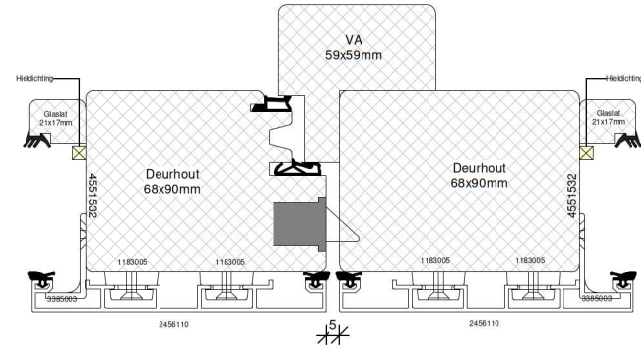 VA
59x59mm
Hieldichting
Hieldichting
Glaslat
21x17mm
Glaslat
21x17mm
Deurhout
68x90mm
Deurhout
68x90mm
4551532
4551532
1183005
1183005
1183005
1183005
3385003
3385003
2456110
5
2456110